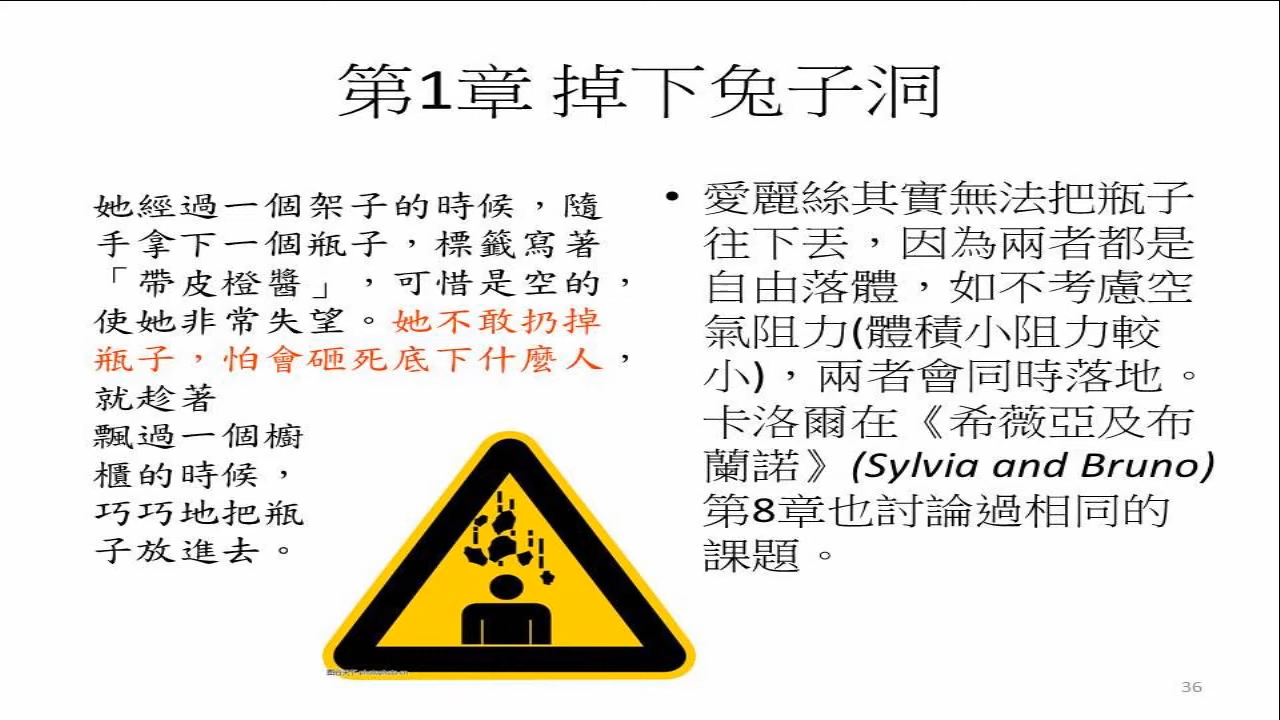 第1章 掉下兔子洞
她經過一個架子的時候，隨
手拿下一個瓶子，標籤寫著
「帶皮橙醬」，可惜是空的，
使她非常失望。她不敢扔掉
瓶子，怕會砸死底下什麼人，
就趁著
飄過一個櫥
櫃的時候，
巧巧地把瓶
子放進去。
• 愛麗絲其實無法把瓶子
往下丟，因為兩者都是
自由落體，如不考慮空
氣阻力(體積小阻力較
小)，兩者會同時落地。
卡洛爾在《希薇亞及布
蘭諾》(Sylvia and Bruno)
第8章也討論過相同的
課題。
36